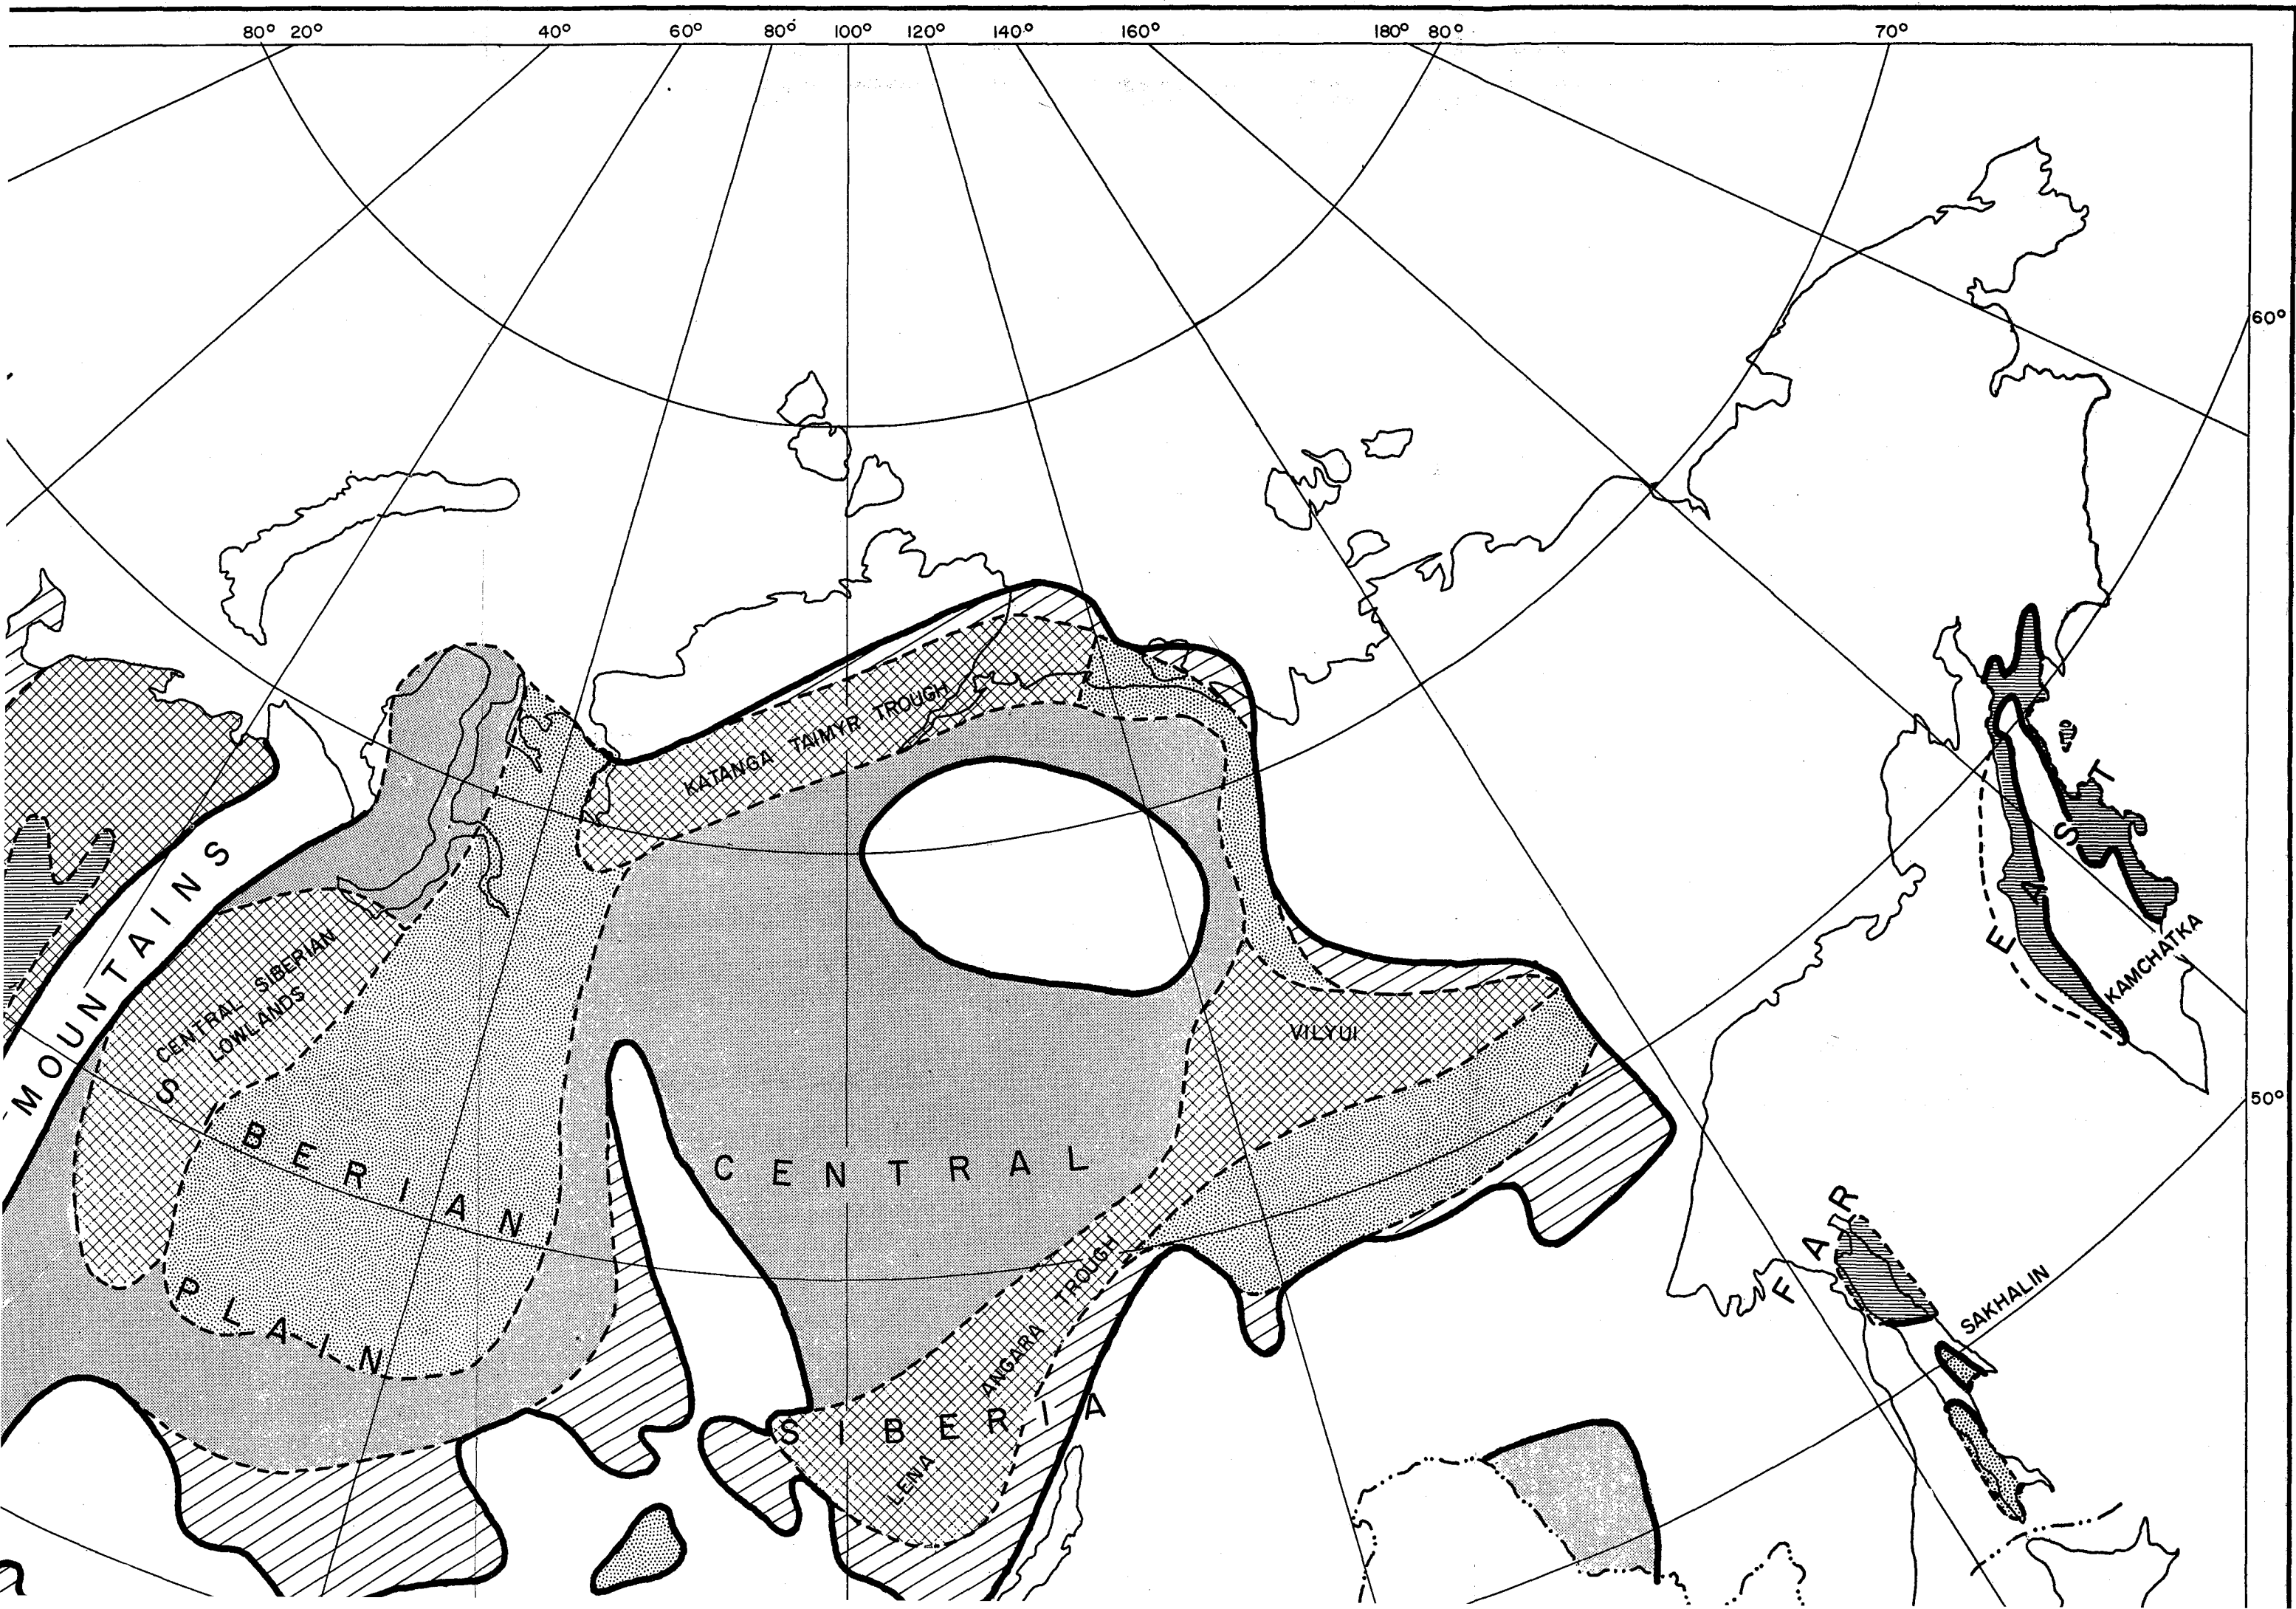 80° 20° 40° 60° 80° 100° 120° 140° 160° 180° 80° 70°
60°
50°
KATANGA TAIMYR TROUGH
MOUNTAINS
CENTRAL SIBERIAN
LOWLANDS
S BERIAN
PLAIN
CENTRAL
SIBERIA
VILYUI
LENA ANGARA TROUGH
FAR
EAST
KAMCHATKA
SAKHALIN